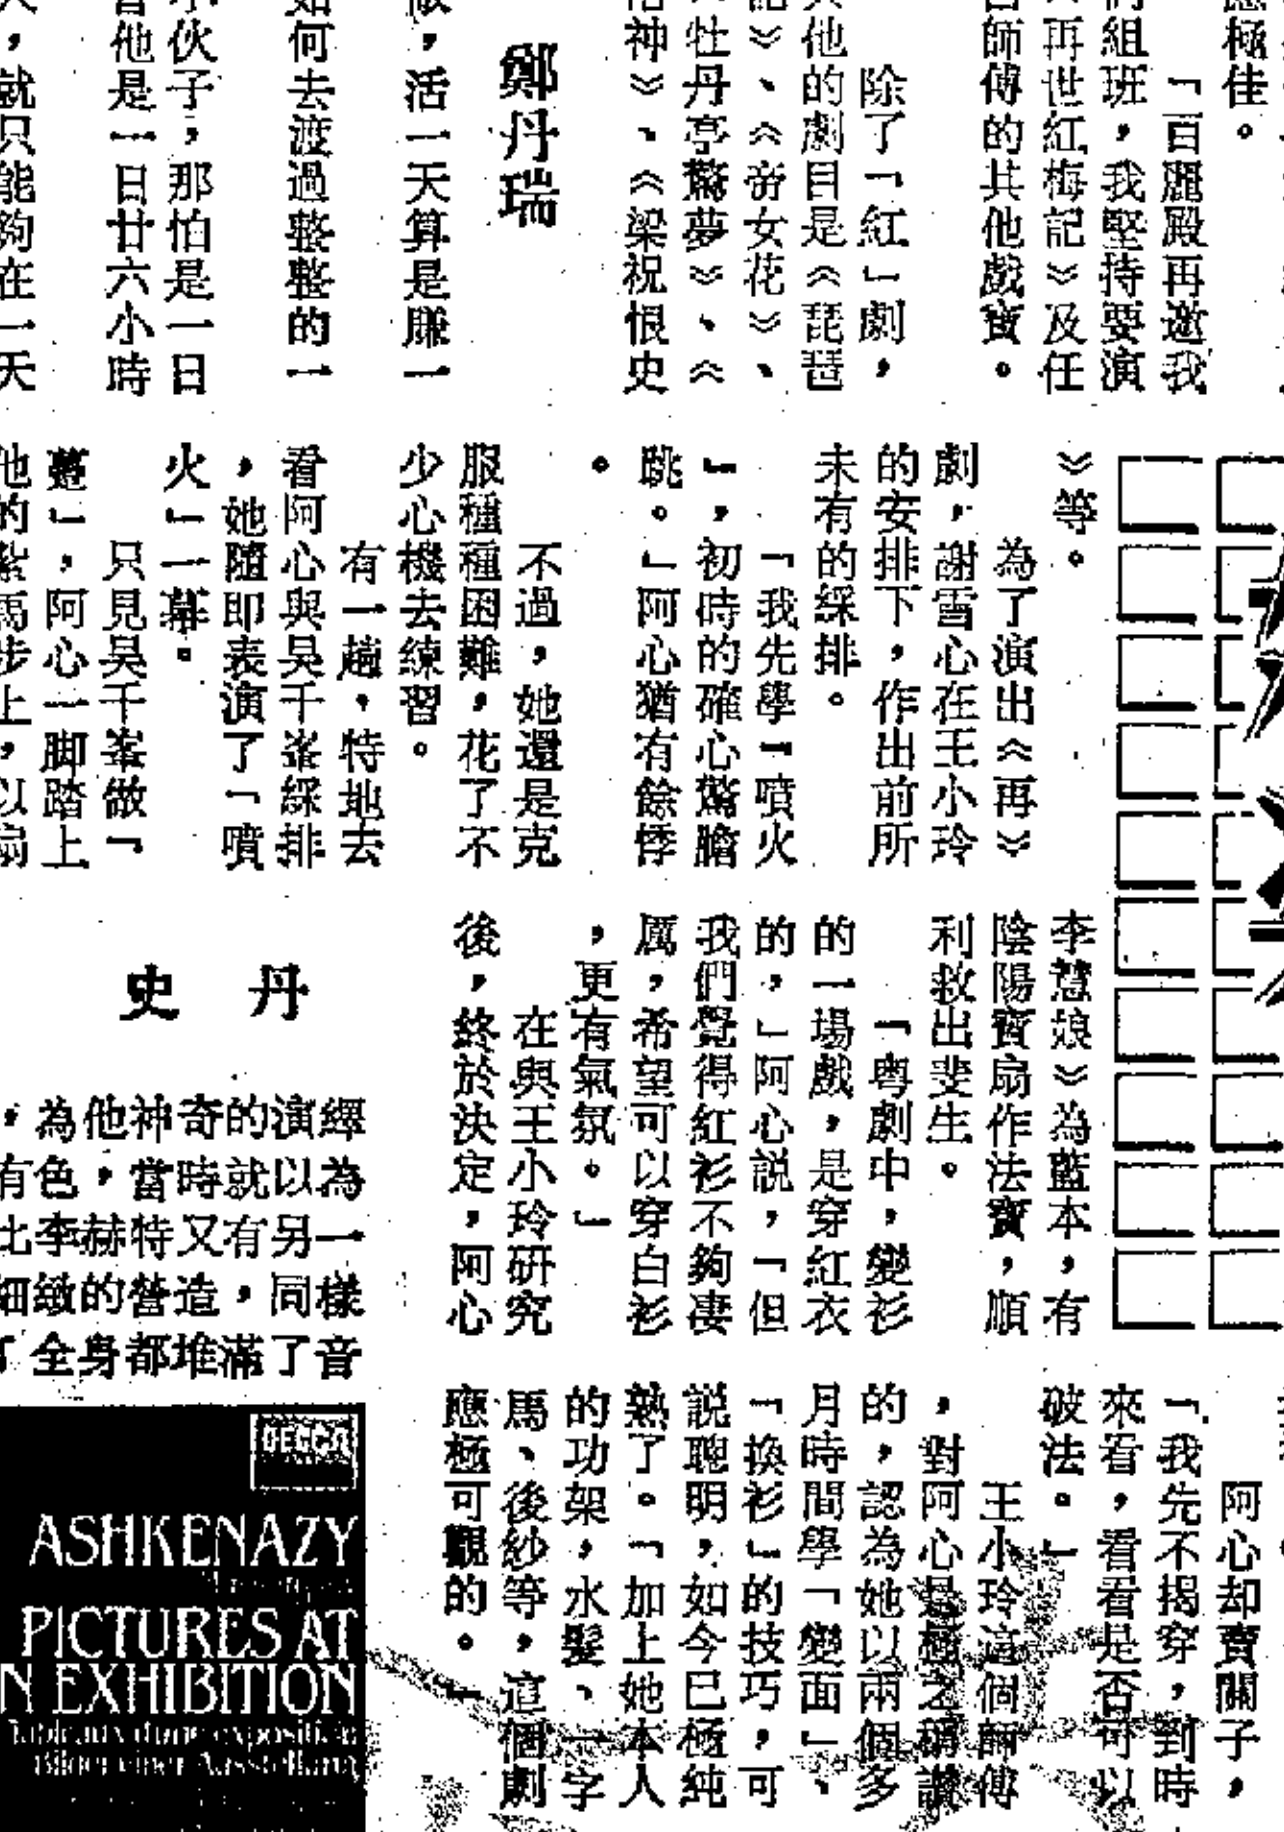 應極佳。
「百麗殿再邀我
們組班，我堅持要演
《再世紅梅記》及任
白師傅的其他戲寶。
除了「紅」劇，
其他的劇目是《琵琶
記》、《帝女花》、
《牡丹亭驚夢》、《
洛神》、《梁祝恨史
》等。
為了演出《再》
劇，謝雪心在王小玲
的安排下，作出前所
未有的綵排。
「我先學「噴火
」，初時的確心驚膽
跳。」阿心猶有餘悸
。
不過，她還是克
服種種困難，花了不
少心機去練習。
有一趟，特地去
看阿心與吳千峯綵排
，她隨即表演了「噴
火」一幕。
只見吳千峯做「
躉」，阿心一脚踏上
他的紮馬步上，以扇
李慧娘》為藍本，有
陰陽寶扇作法寶，順
利救出斐生。
「粤劇中，變衫
的一場戲，是穿紅衣
的，」阿心説，「但
我們覺得紅衫不夠凄
厲，希望可以穿白衫
，更有氣氛。」
在與王小玲研究
後，終於決定，阿心
阿心却賣關子，
「我先不揭穿，到時
來看，看看是否可以
破法。」
王小玲這個師傅
，對阿心是極之稱讚
的，認為她以兩個多
月時間學「變面」、
「換衫」的技巧，可
説聰明，如今已極純
熟了。「加上她本人
的功架，水髮、一字
馬、後紗等，這個劇
應極可觀的。」
鄭丹瑞
，活一天算是賺一
如何去渡過整整的一
小伙子，那怕是一日
當他是一日廿六小時
，就只能夠在一天
丹史
，為他神奇的演繹
有色，當時就以為
比李赫特又有另一
細緻的營造，同樣
全身都堆滿了音
DECCA
ASHKENAZY
PICTURES AT
N EXHIBITION